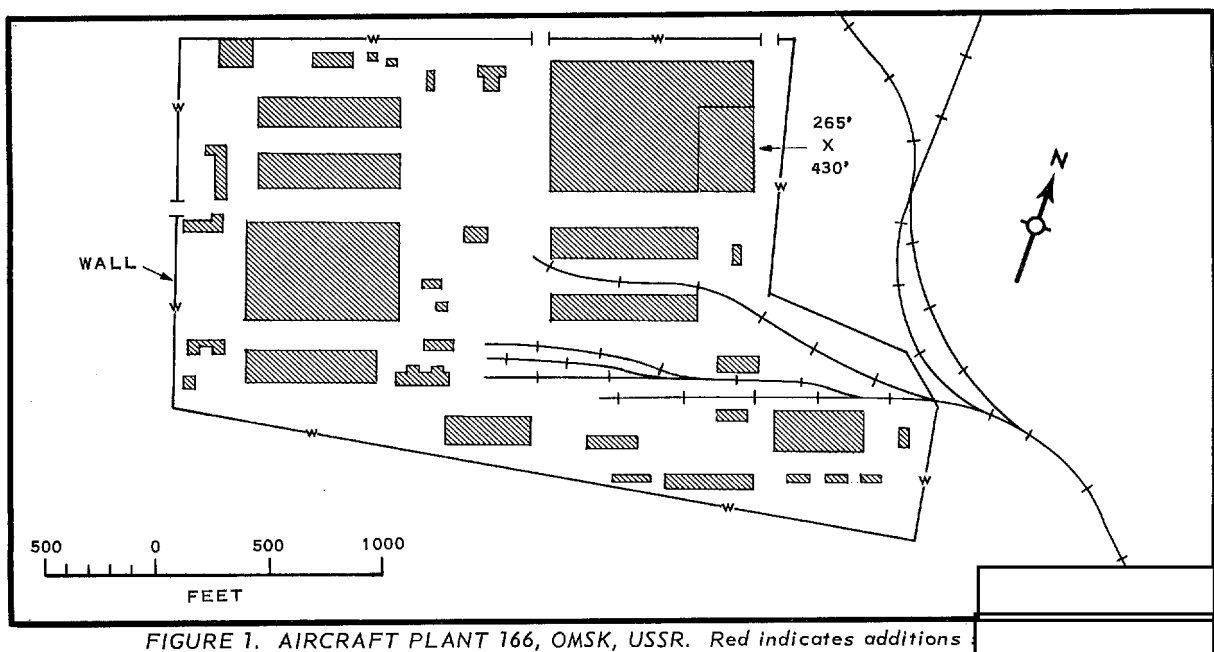 W
W
W
265'
X
430'
N
W
WALL
W
W
W
W
500 0 500 1000
FEET
FIGURE 1. AIRCRAFT PLANT 166, OMSK, USSR. Red indicates additions